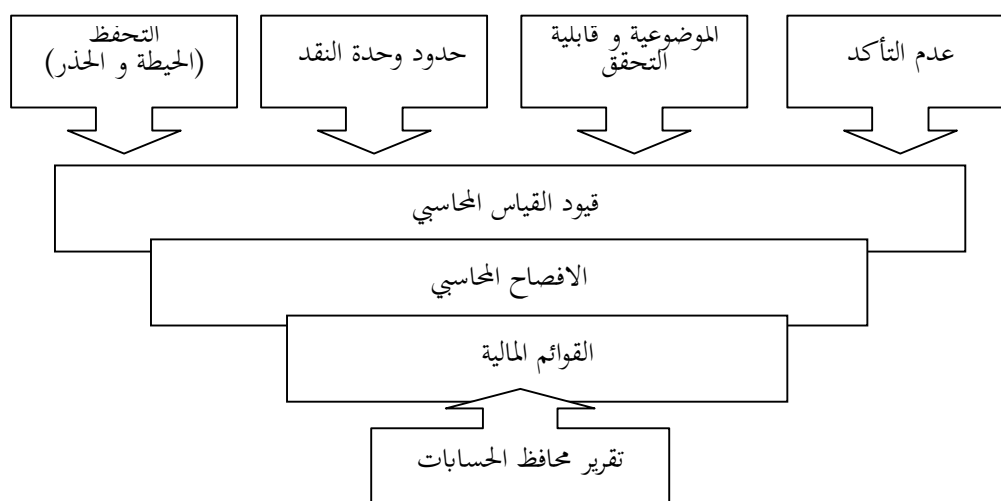 عدم التأكد
الموضوعية و قابلية
التحقق
حدود وحدة النقد
التحفظ
(الحيطة و الحذر)
قيود القياس المحاسبي
الافصاح المحاسبي
القوائم المالية
تقرير محافظ الحسابات